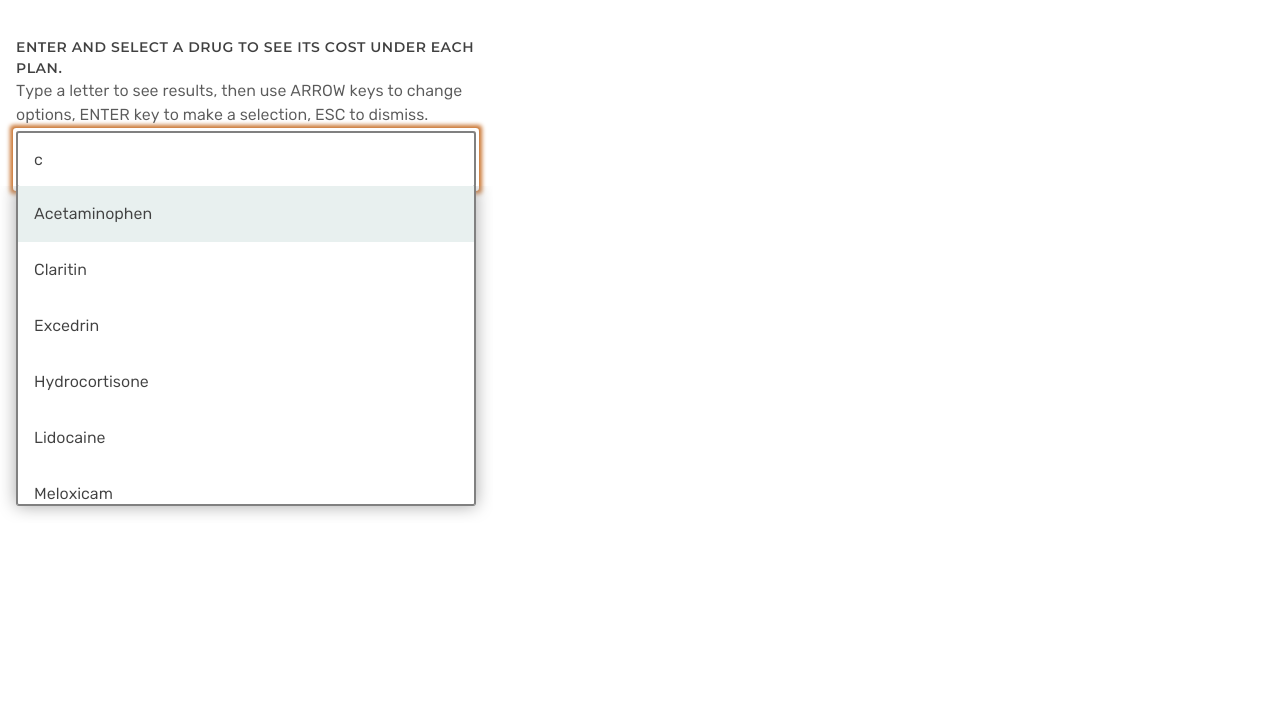 ENTER AND SELECT A DRUG TO SEE ITS COST UNDER EACH
PLAN.
Type a letter to see results, then use ARROW keys to change
options, ENTER key to make a selection, ESC to dismiss.
c
Acetaminophen
Claritin
Excedrin
Hydrocortisone
Lidocaine
Meloxicam